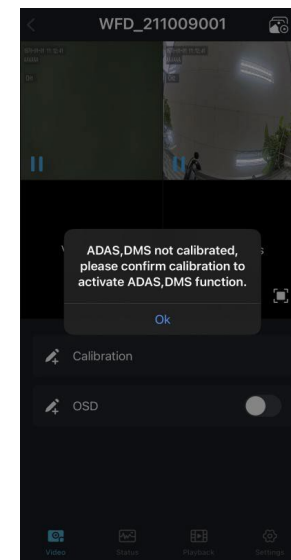 WFD_211009001
ADAS,DMS not calibrated,
please confirm calibration to
activate ADAS,DMS function.
Ok
Calibration
OSD
Video
Status
Playback
Settings